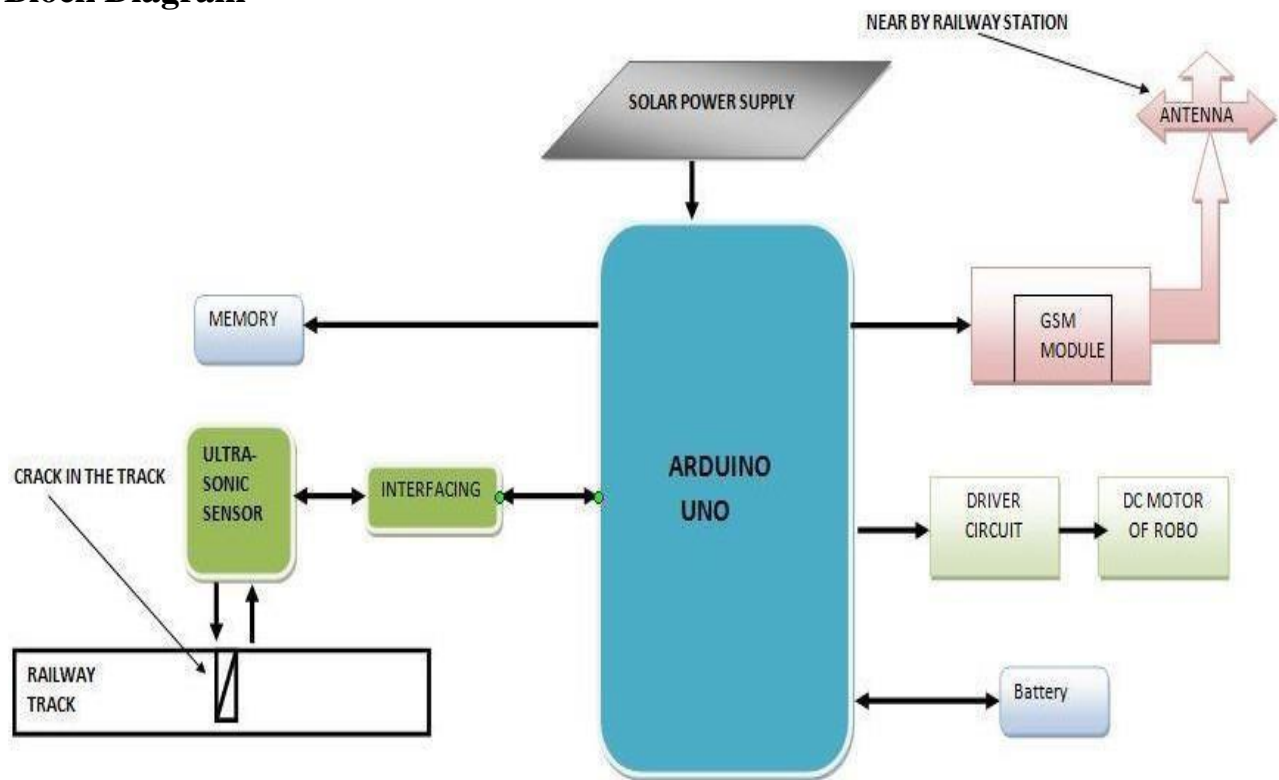 Block Diagram
NEAR BY RAILWAY STATION
SOLAR POWER SUPPLY
ANTENNA
MEMORY
GSM
MODULE
CRACK IN THE TRACK
ULTRA-
SONIC
SENSOR
INTERFACING
ARDUINO
UNO
DRIVER
CIRCUIT
DC MOTOR
OF ROBO
RAILWAY
TRACK
Battery